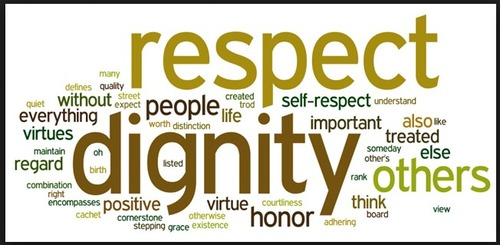 respect
many
defines
quality
street
created
without
expect
people
trod
self-respect
understand
quiet
everything
life
worth
distinction
important
also
like
virtues
dignity
treated
maintain
oh
someday
else
regard
birth
listed
other's
others
combination
rank
right
encompasses
positive
virtue
courtliness
think
cachet
cornerstone
otherwise
honor
board
view
stepping
grace
existence
adhering